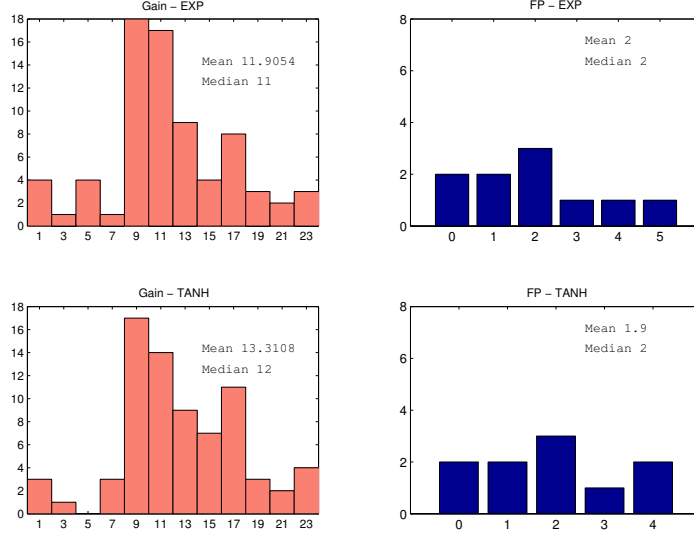 Gain − EXP
18
16
14
12
10
8
6
4
2
0
Mean 11.9054
Median 11
1 3 5 7 9 11 13 15 17 19 21 23
FP − EXP
8
6
4
2
0
Mean 2
Median 2
0 1 2 3 4 5
Gain − TANH
18
16
14
12
10
8
6
4
2
0
Mean 13.3108
Median 12
1 3 5 7 9 11 13 15 17 19 21 23
FP − TANH
8
6
4
2
0
Mean 1.9
Median 2
0 1 2 3 4